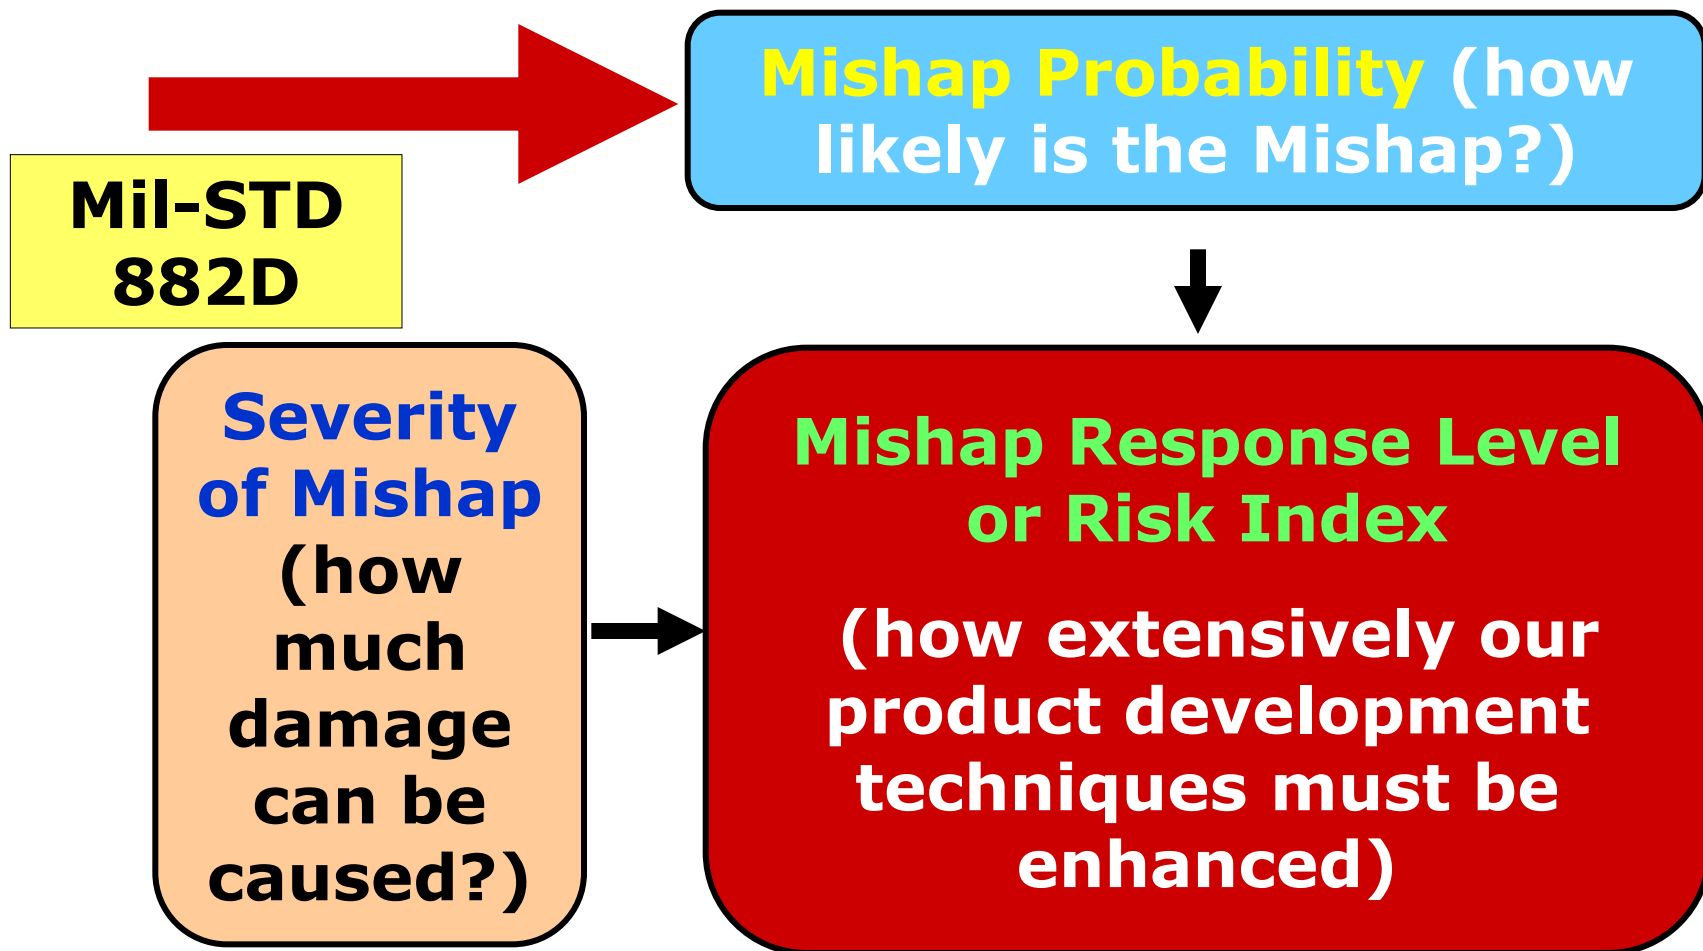 Mishap Probability (how
likely is the Mishap?)
Mil-STD
882D
Severity
of Mishap
(how
much
damage
can be
caused?)
Mishap Response Level
or Risk Index
(how extensively our
product development
techniques must be
enhanced)